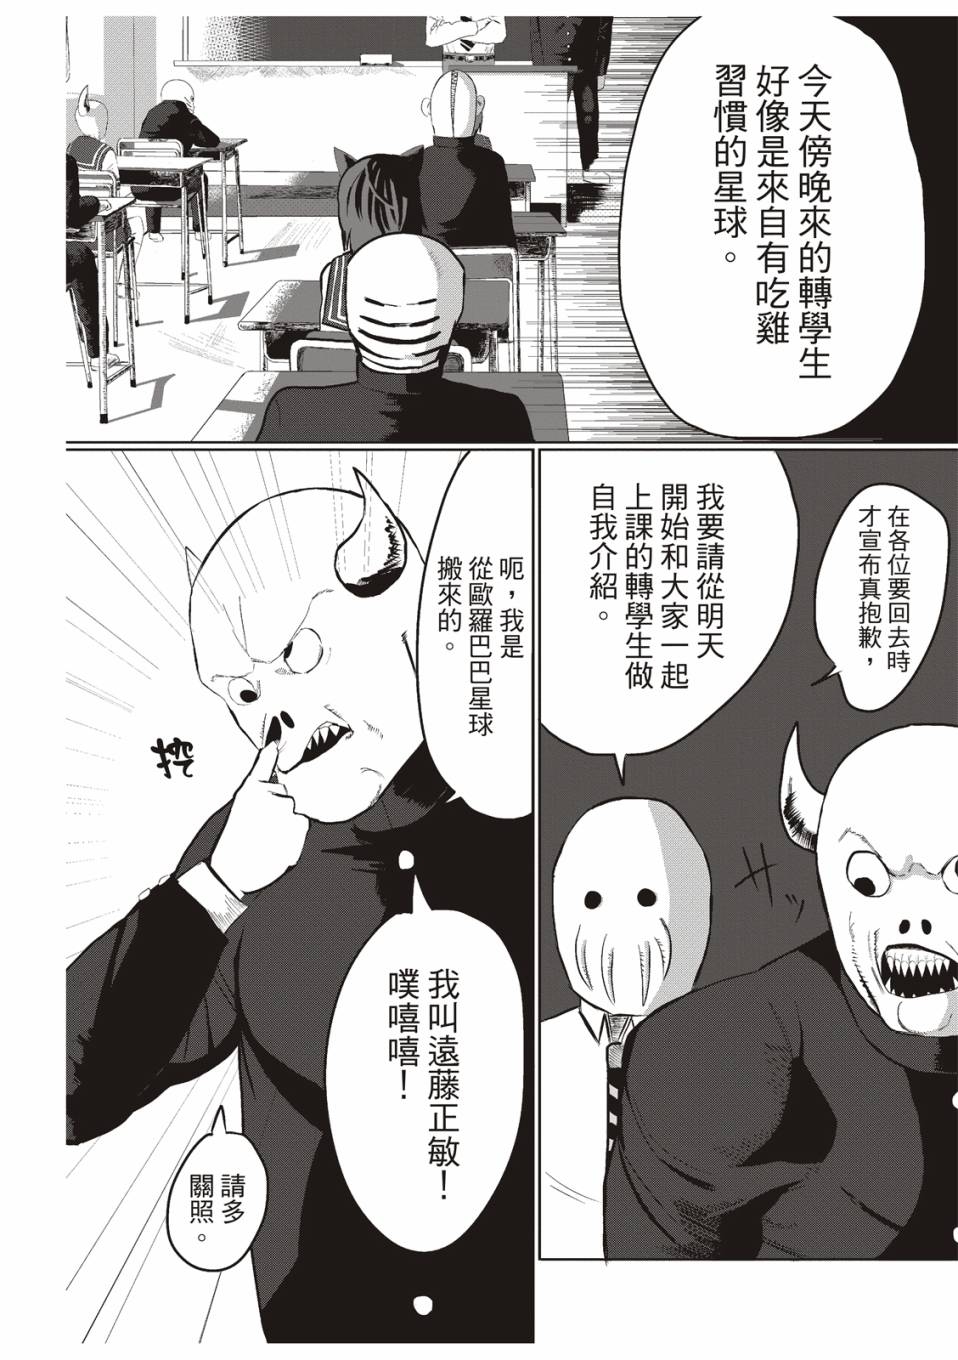 今天傍晚來的轉學生
好像是來自有吃雞
習慣的星球。
在各位要回去時
才宣布真抱歉，
我要請從明天
開始和大家一起
上課的轉學生做
自我介紹。
呃，我是
從歐羅巴巴星球
搬來的。
挖
我叫遠藤正敏！
噗嘻嘻！
請多
關照。